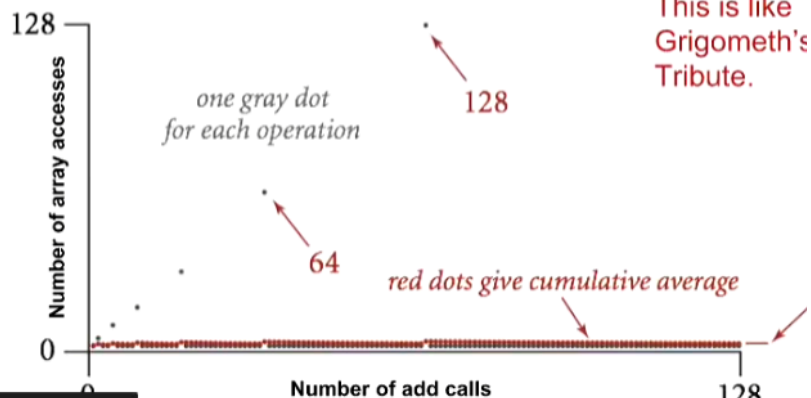 128
This is like
Grigometh's
Tribute.
one gray dot
for each operation
128
64
red dots give cumulative average
Number of array accesses
0
0
Number of add calls
128